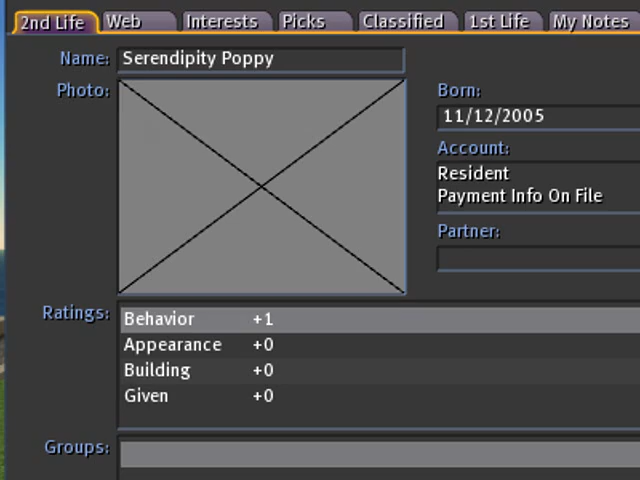 2nd Life Web Interests Picks Classified 1st Life My Notes
Name: Serendipity Poppy
Photo:
Born:
11/12/2005
Account:
Resident
Payment Info On File
Partner:
Ratings:
Behavior +1
Appearance +0
Building +0
Given +0
Groups: